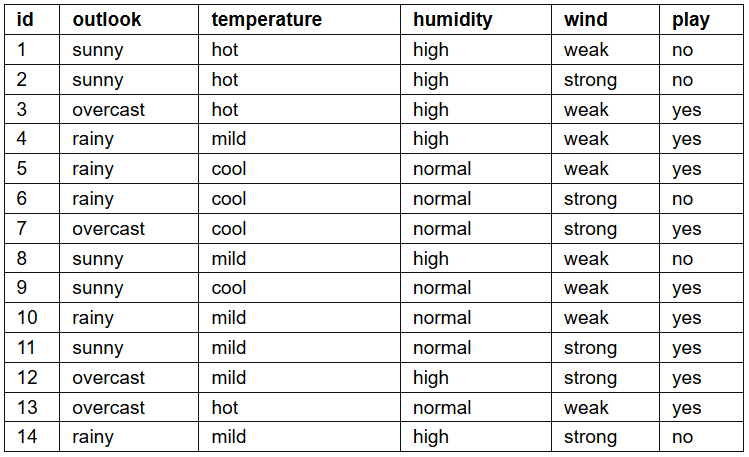 id outlook temperature humidity wind play
1 sunny hot high weak no
2 sunny hot high strong no
3 overcast hot high weak yes
4 rainy mild high weak yes
5 rainy cool normal weak yes
6 rainy cool normal strong no
7 overcast cool normal strong yes
8 sunny mild high weak no
9 sunny cool normal weak yes
10 rainy mild normal weak yes
11 sunny mild normal strong yes
12 overcast mild high strong yes
13 overcast hot normal weak yes
14 rainy mild high strong no